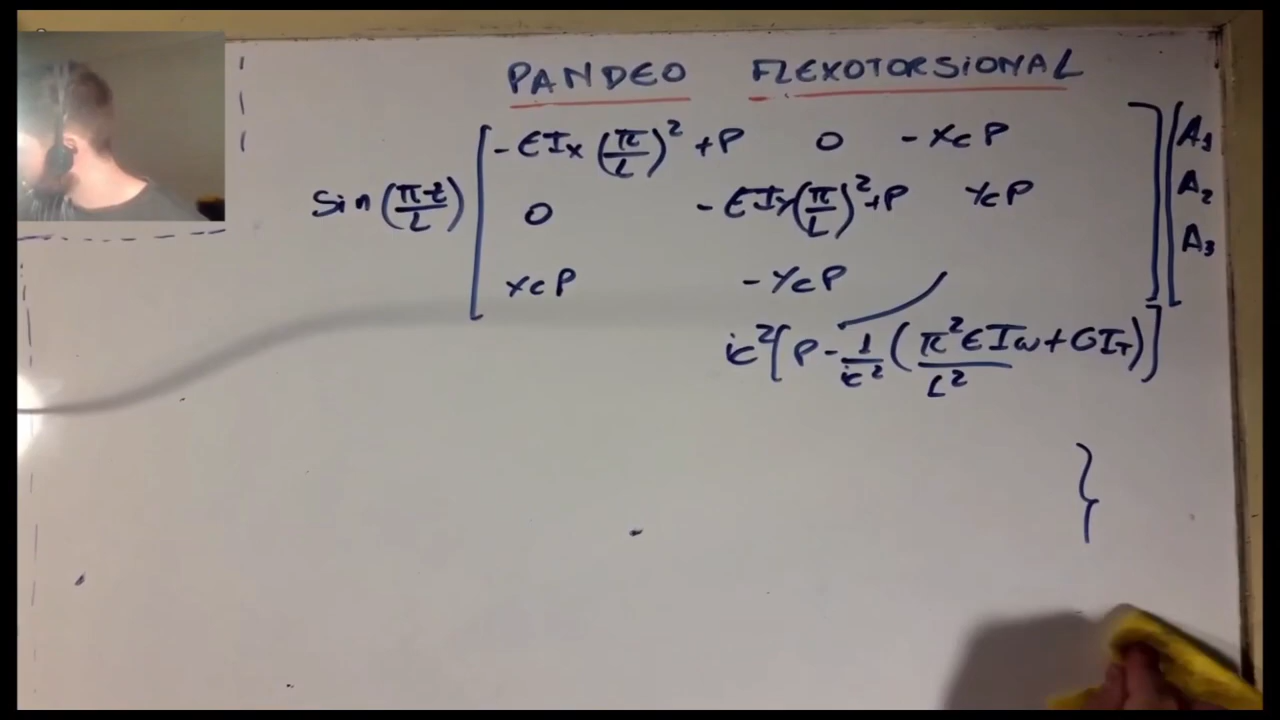 PANDEO FLEXOTORSIONAL
-EIx (π/L)² +P 0 -XcP A1
Sin (πz/L) 0 -EIy(π/L)²+P YcP A2
XcP -YcP A3
ic²[P - 1/ic² (π²EIω/L² + GIT)]
}